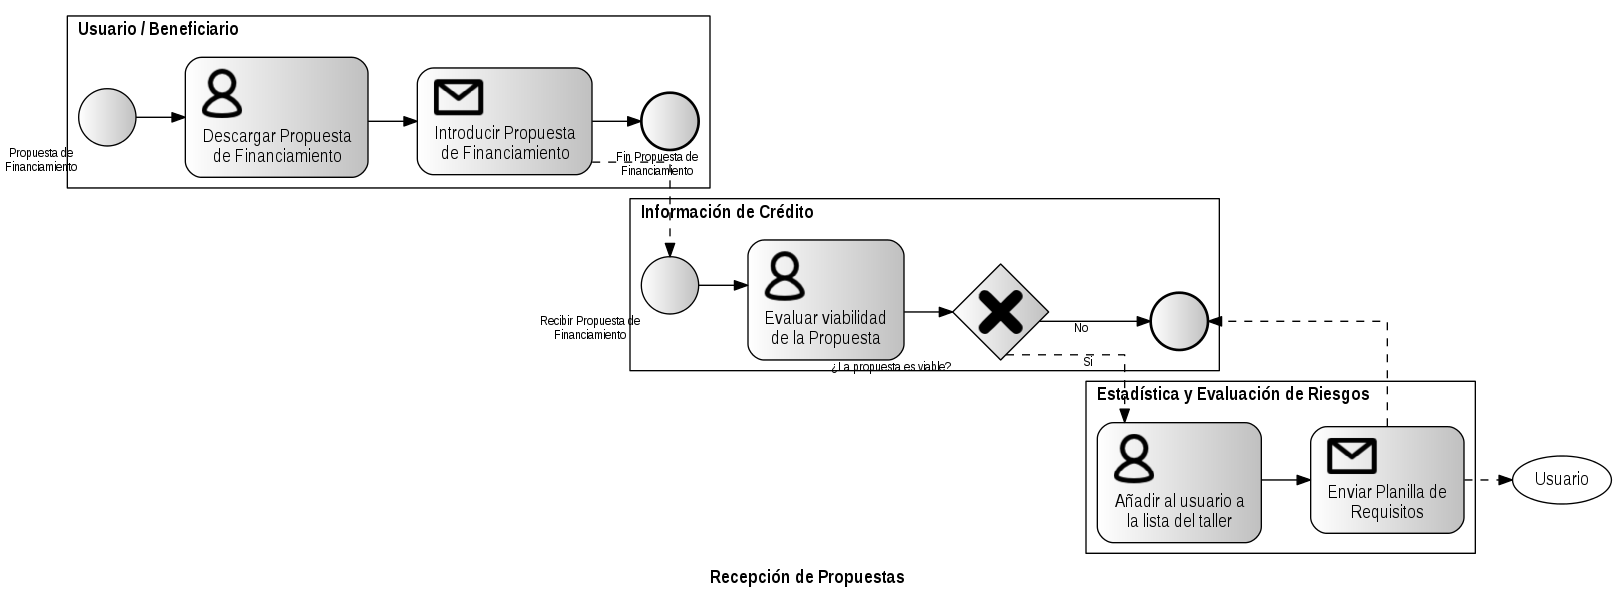 Usuario / Beneficiario
Propuesta de
Financiamiento
Descargar Propuesta
de Financiamiento
Introducir Propuesta
de Financiamiento
Fin Propuesta de
Financiamiento
Información de Crédito
Recibir Propuesta de
Financiamiento
Evaluar viabilidad
de la Propuesta
¿La propuesta es viable?
No
Sí
Estadística y Evaluación de Riesgos
Añadir al usuario a
la lista del taller
Enviar Planilla de
Requisitos
Usuario
Recepción de Propuestas